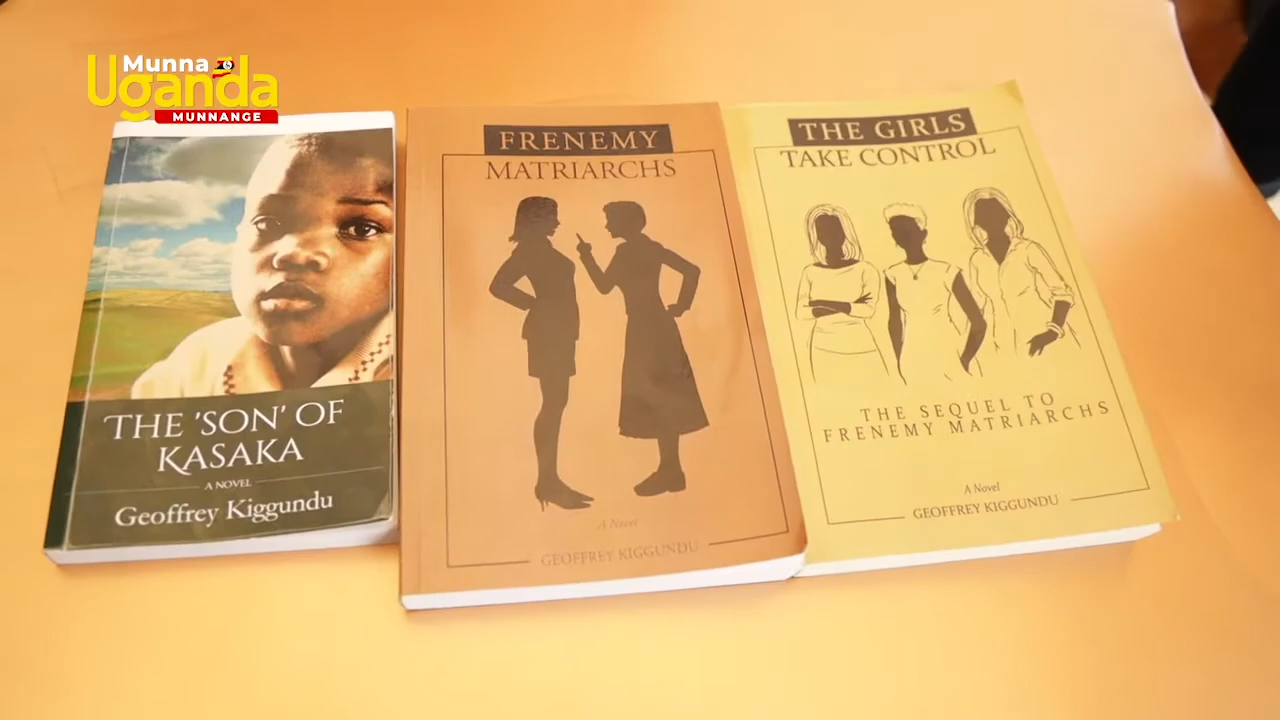 Munna
Uganda
MUNNANGE
THE 'SON' OF
KASAKA
A NOVEL
Geoffrey Kiggundu
FRENEMY
MATRIARCHS
A Novel
GEOFFREY KIGGUNDU
THE GIRLS
TAKE CONTROL
THE SEQUEL TO
FRENEMY MATRIARCHS
A Novel
GEOFFREY KIGGUNDU